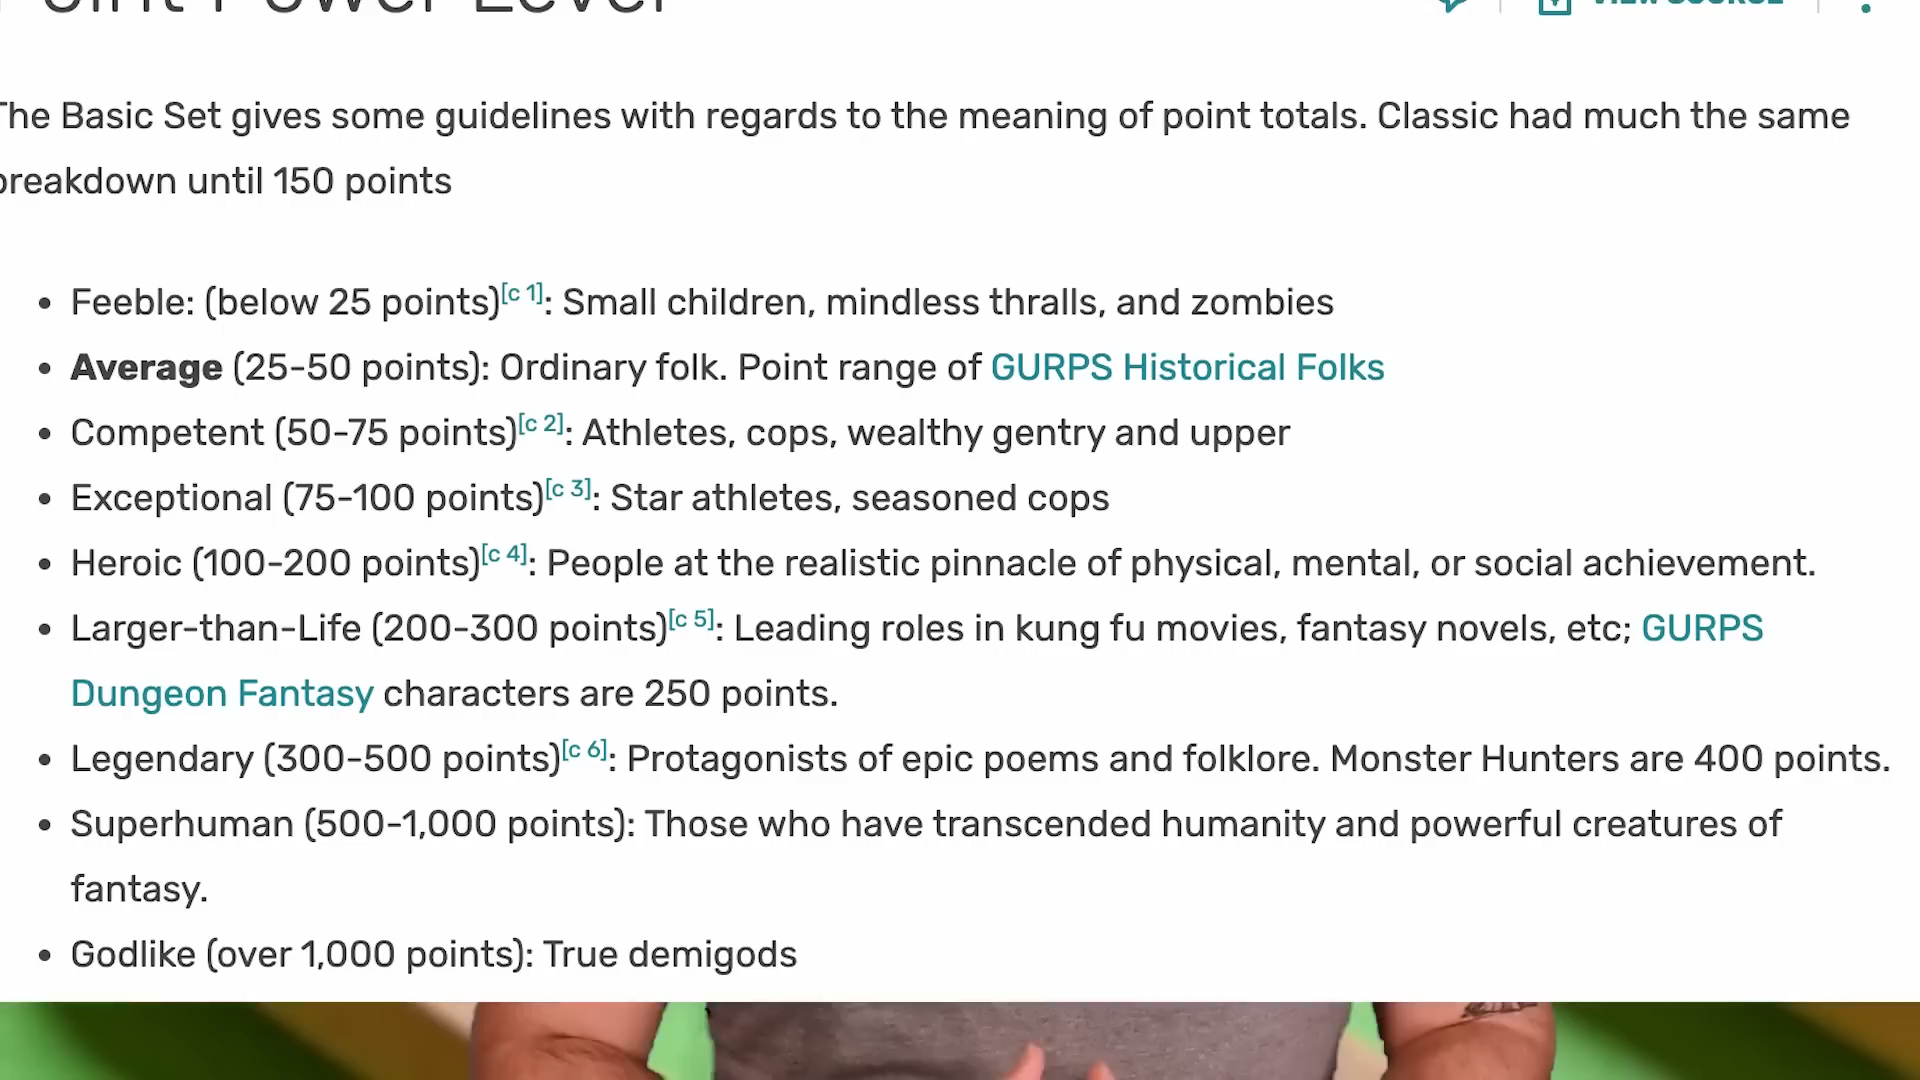 Point Power Level
VIEW SOURCE
The Basic Set gives some guidelines with regards to the meaning of point totals. Classic had much the same
breakdown until 150 points
• Feeble: (below 25 points)[c 1]: Small children, mindless thralls, and zombies
• Average (25-50 points): Ordinary folk. Point range of GURPS Historical Folks
• Competent (50-75 points)[c 2]: Athletes, cops, wealthy gentry and upper
• Exceptional (75-100 points)[c 3]: Star athletes, seasoned cops
• Heroic (100-200 points)[c 4]: People at the realistic pinnacle of physical, mental, or social achievement.
• Larger-than-Life (200-300 points)[c 5]: Leading roles in kung fu movies, fantasy novels, etc; GURPS
Dungeon Fantasy characters are 250 points.
• Legendary (300-500 points)[c 6]: Protagonists of epic poems and folklore. Monster Hunters are 400 points.
• Superhuman (500-1,000 points): Those who have transcended humanity and powerful creatures of
fantasy.
• Godlike (over 1,000 points): True demigods